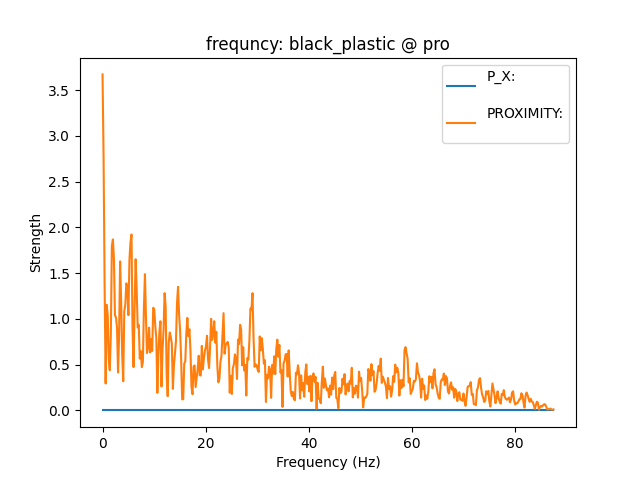 frequncy: black_plastic @ pro
P_X:
PROXIMITY:
Strength
3.5
3.0
2.5
2.0
1.5
1.0
0.5
0.0
0 20 40 60 80
Frequency (Hz)